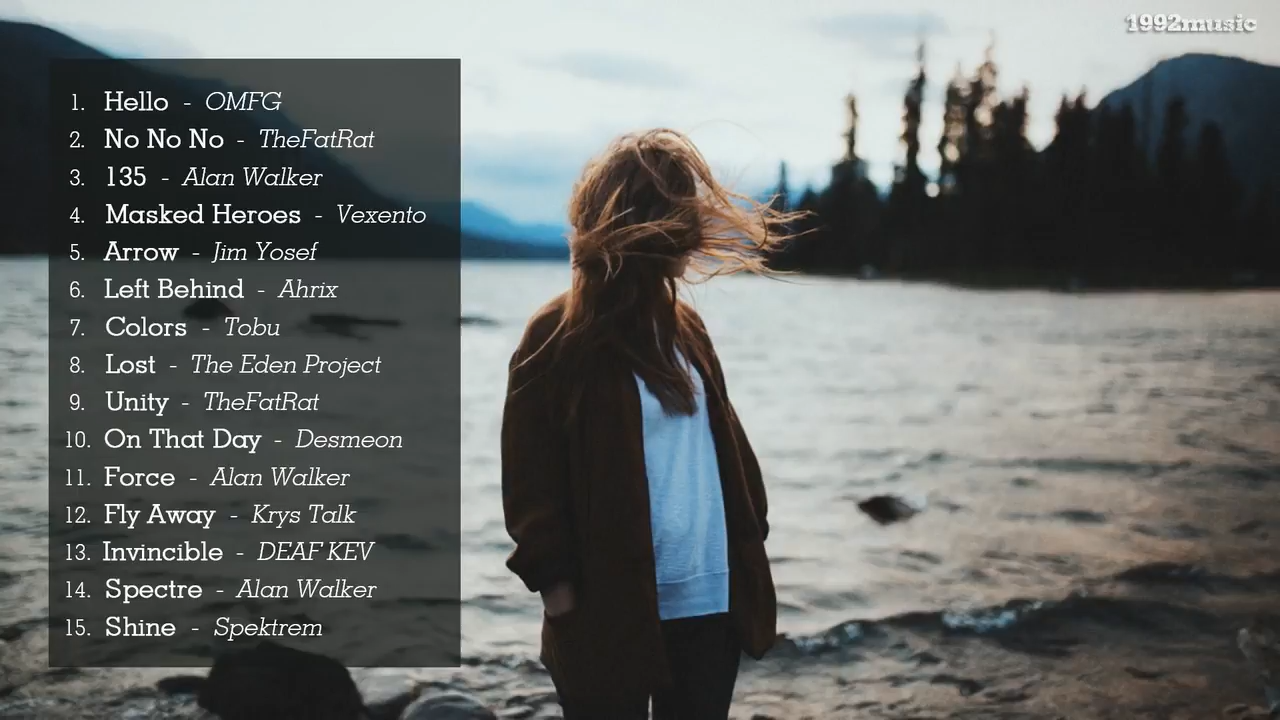 1992music
1. Hello - OMFG
2. No No No - TheFatRat
3. 135 - Alan Walker
4. Masked Heroes - Vexento
5. Arrow - Jim Yosef
6. Left Behind - Ahrix
7. Colors - Tobu
8. Lost - The Eden Project
9. Unity - TheFatRat
10. On That Day - Desmeon
11. Force - Alan Walker
12. Fly Away - Krys Talk
13. Invincible - DEAF KEV
14. Spectre - Alan Walker
15. Shine - Spektrem